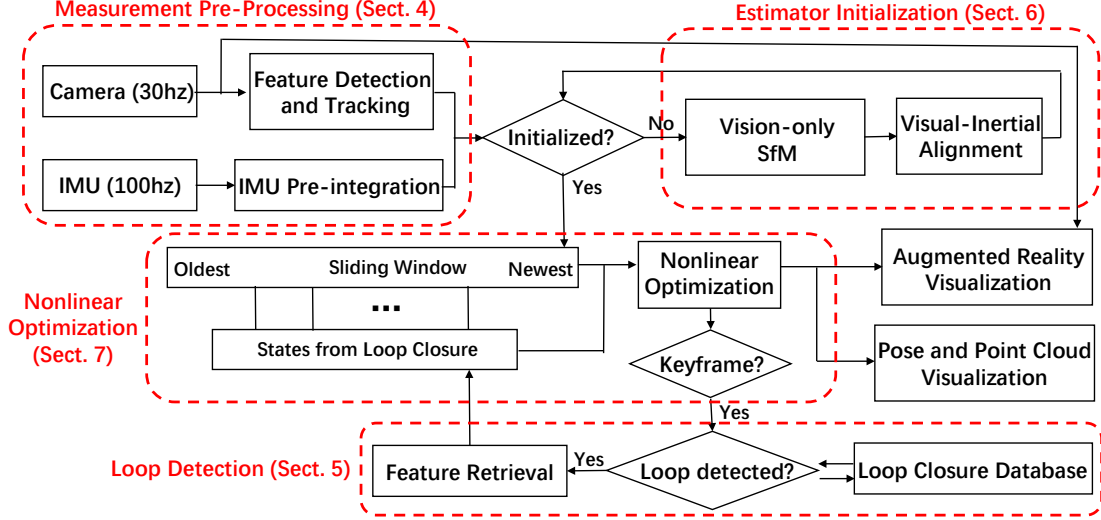 Measurement Pre-Processing (Sect. 4)
Estimator Initialization (Sect. 6)
Camera (30hz)
Feature Detection
and Tracking
Initialized?
No
Vision-only
SfM
Visual-Inertial
Alignment
IMU (100hz)
IMU Pre-integration
Yes
Oldest
Sliding Window
Newest
...
States from Loop Closure
Nonlinear
Optimization
(Sect. 7)
Nonlinear
Optimization
Keyframe?
Augmented Reality
Visualization
Pose and Point Cloud
Visualization
Yes
Loop Detection (Sect. 5)
Feature Retrieval
Yes
Loop detected?
Loop Closure Database